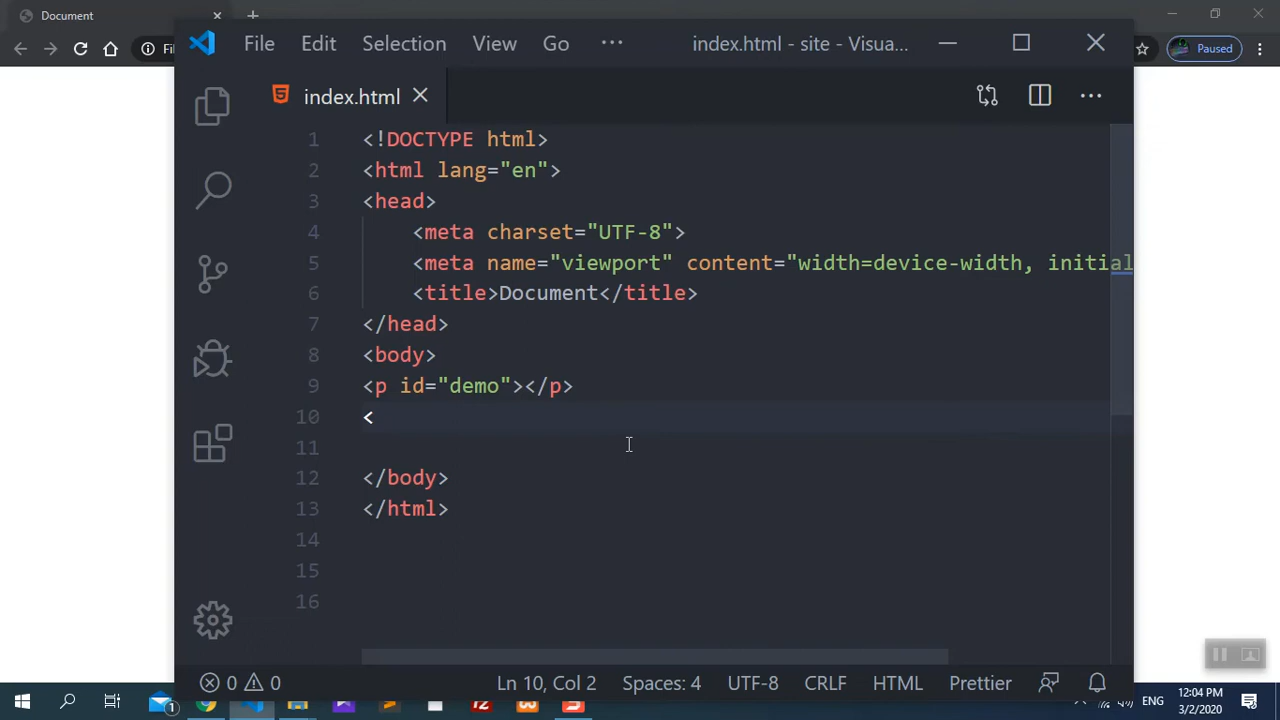 Document
Fil
Paused
File Edit Selection View Go ··· index.html - site - Visua...
index.html
1 <!DOCTYPE html>
2 <html lang="en">
3 <head>
4 <meta charset="UTF-8">
5 <meta name="viewport" content="width=device-width, initial
6 <title>Document</title>
7 </head>
8 <body>
9 <p id="demo"></p>
10 <
11
12 </body>
13 </html>
14
15
16
0 0 Ln 10, Col 2 Spaces: 4 UTF-8 CRLF HTML Prettier
1 ENG 12:04 PM
3/2/2020